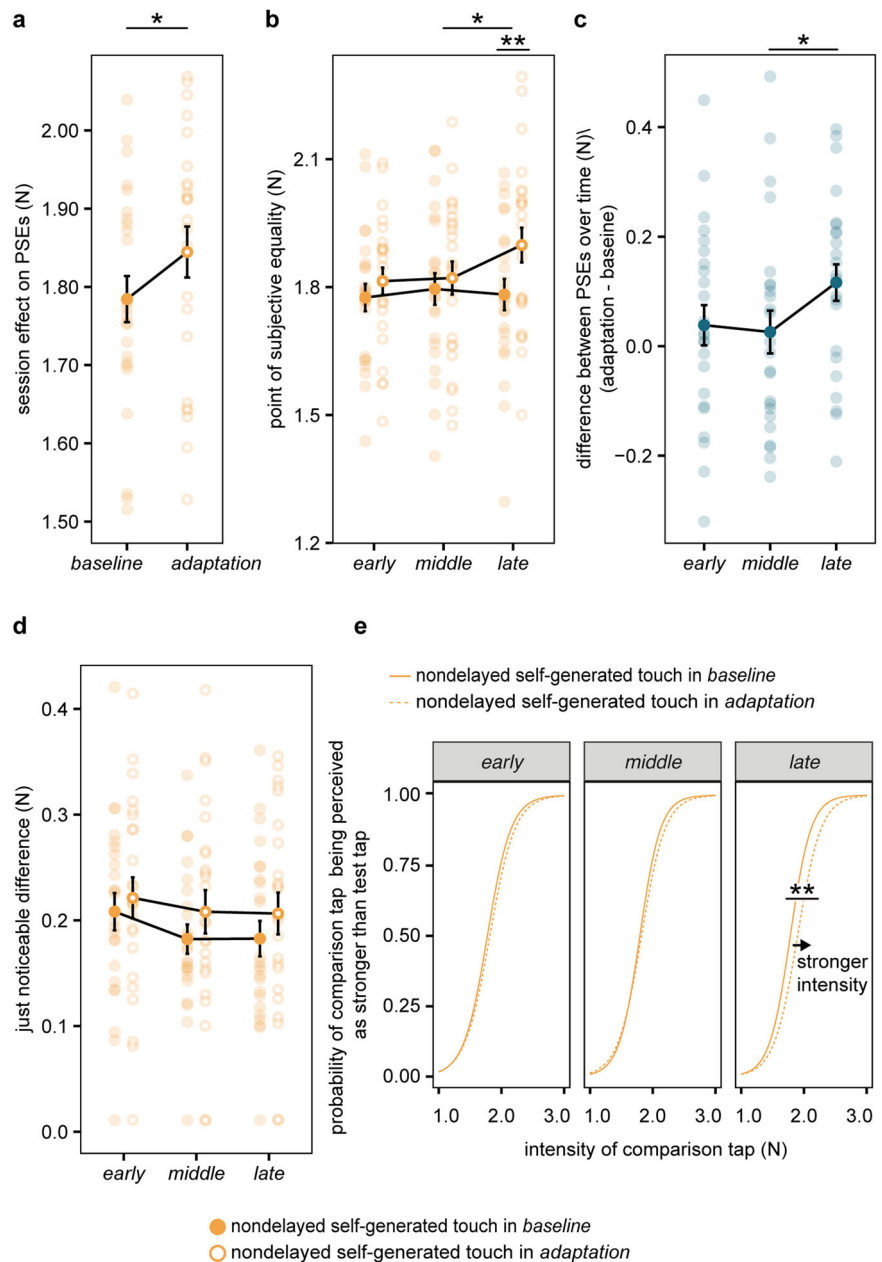 a
*
session effect on PSEs (N)
2.00
1.90
1.80
1.70
1.60
1.50
baseline
adaptation
b
*
**
point of subjective equality (N)
2.1
1.8
1.5
1.2
early
middle
late
c
*
difference between PSEs over time (N)\
(adaptation - baseine)
0.4
0.2
0.0
−0.2
early
middle
late
d
just noticeable difference (N)
0.4
0.3
0.2
0.1
0.0
early
middle
late
e
nondelayed self-generated touch in baseline
nondelayed self-generated touch in adaptation
probability of comparison tap being perceived
as stronger than test tap
early
middle
late
1.00
0.75
0.50
0.25
0.00
**
stronger
intensity
1.0 2.0 3.0
1.0 2.0 3.0
1.0 2.0 3.0
intensity of comparison tap (N)
nondelayed self-generated touch in baseline
nondelayed self-generated touch in adaptation